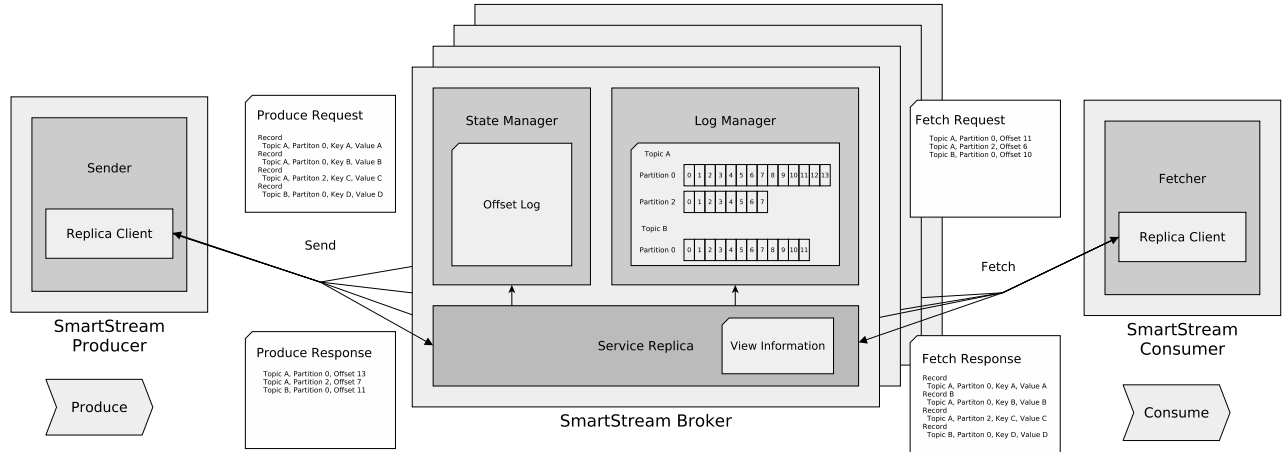 Sender
Replica Client
SmartStream
Producer
Produce
Produce Request
Record
Topic A, Partiton 0, Key A, Value A
Record
Topic A, Partiton 0, Key B, Value B
Record
Topic A, Partiton 2, Key C, Value C
Record
Topic B, Partiton 0, Key D, Value D
Send
Produce Response
Topic A, Partition 0, Offset 13
Topic A, Partition 2, Offset 7
Topic B, Partition 0, Offset 11
State Manager
Offset Log
Log Manager
Topic A
Partition 0 0 1 2 3 4 5 6 7 8 9 10 11 12 13
Partition 2 0 1 2 3 4 5 6 7
Topic B
Partition 0 0 1 2 3 4 5 6 7 8 9 10 11
Service Replica
View Information
SmartStream Broker
Fetch Request
Topic A, Partiton 0, Offset 11
Topic A, Partiton 2, Offset 6
Topic B, Partiton 0, Offset 10
Fetch
Fetch Response
Record
Topic A, Partiton 0, Key A, Value A
Record B
Topic A, Partiton 0, Key B, Value B
Record
Topic A, Partiton 2, Key C, Value C
Record
Topic B, Partiton 0, Key D, Value D
Fetcher
Replica Client
SmartStream
Consumer
Consume